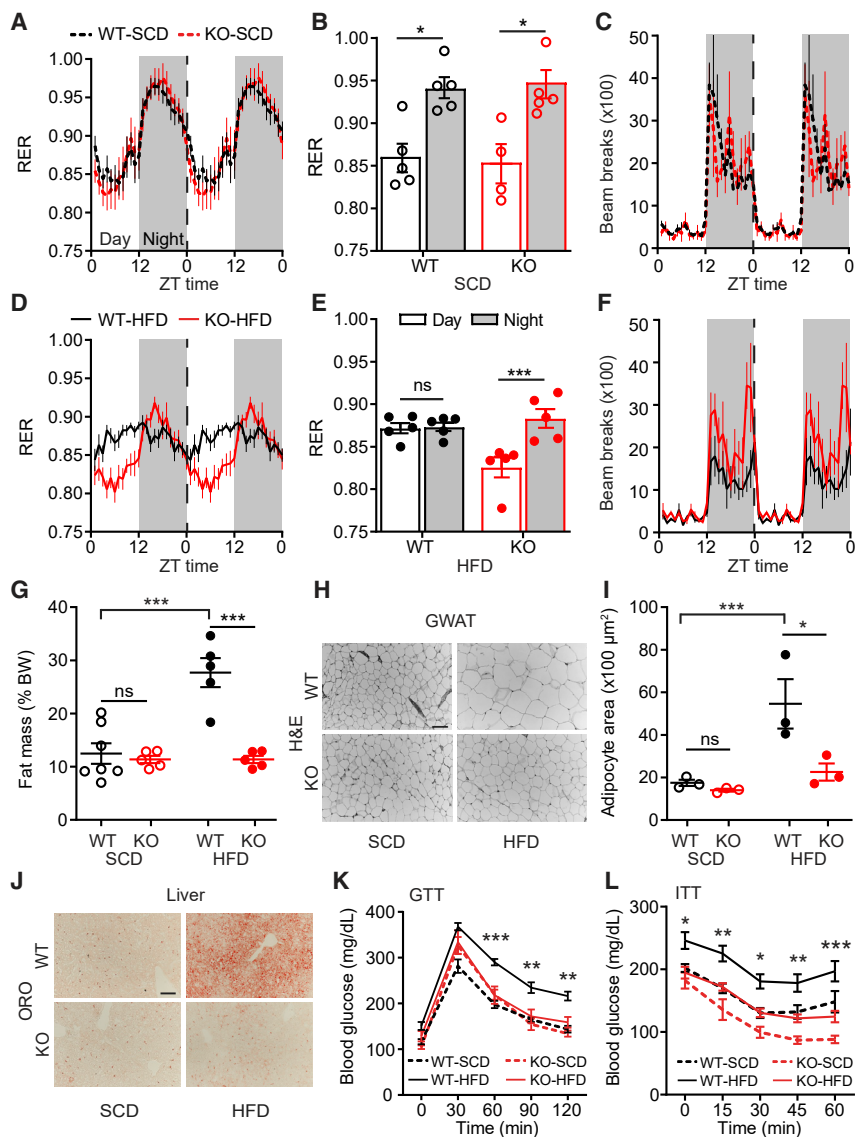 A
WT-SCD KO-SCD
RER
1.00
0.95
0.90
0.85
0.80
0.75
Day Night
0 12 0 12 0
ZT time
B
* *
RER
1.00
0.95
0.90
0.85
0.80
0.75
WT KO
SCD
C
Beam breaks (x100)
50
40
30
20
10
0
0 12 0 12 0
ZT time
D
WT-HFD KO-HFD
RER
1.00
0.95
0.90
0.85
0.80
0.75
0 12 0 12 0
ZT time
E
Day Night
ns ***
RER
1.00
0.95
0.90
0.85
0.80
0.75
WT KO
HFD
F
Beam breaks (x100)
50
40
30
20
10
0
0 12 0 12 0
ZT time
G
Fat mass (% BW)
40
30
20
10
0
***
***
ns
WT KO WT KO
SCD HFD
H
GWAT
H&E
WT
KO
SCD HFD
I
Adipocyte area (x100 µm²)
100
80
60
40
20
0
***
*
ns
WT KO WT KO
SCD HFD
J
Liver
ORO
WT
KO
SCD HFD
K
GTT
Blood glucose (mg/dL)
400
300
200
100
*** ** **
WT-SCD KO-SCD
WT-HFD KO-HFD
0 30 60 90 120
Time (min)
L
ITT
Blood glucose (mg/dL)
300
200
100
0
* ** * ** ***
WT-SCD KO-SCD
WT-HFD KO-HFD
0 15 30 45 60
Time (min)